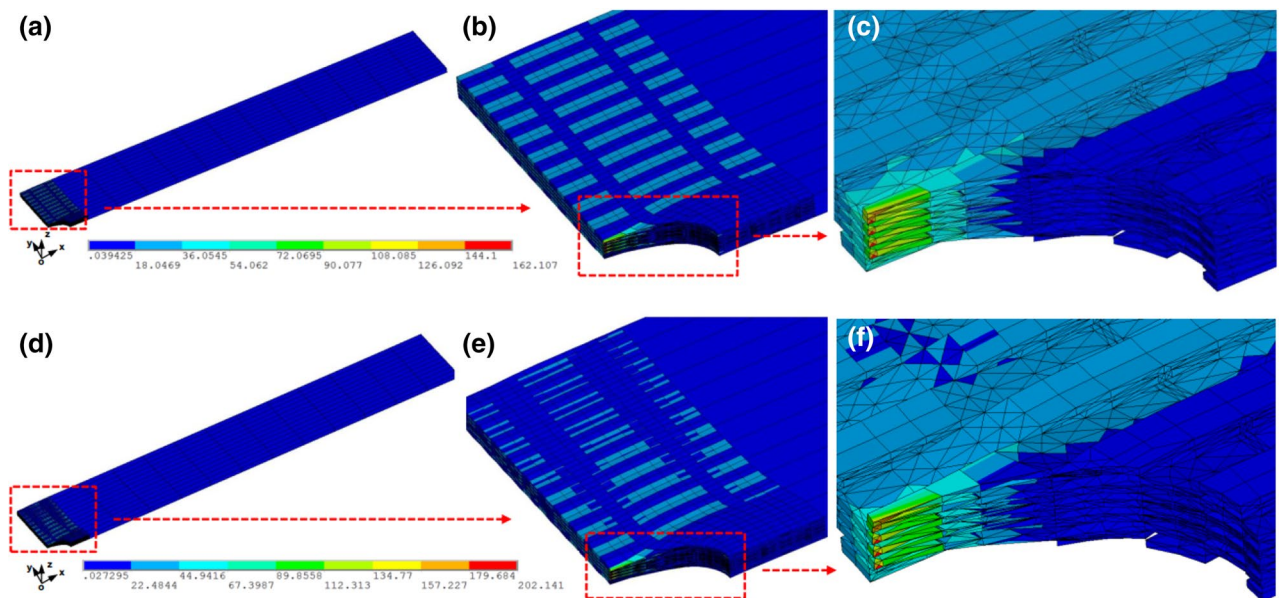 (a)
(b)
(c)
y z x
o
.039425 36.0545 72.0695 108.085 144.1
18.0469 54.062 90.077 126.092 162.107
(d)
(e)
(f)
y z x
o
.027295 44.9416 89.8558 134.77 179.684
22.4844 67.3987 112.313 157.227 202.141